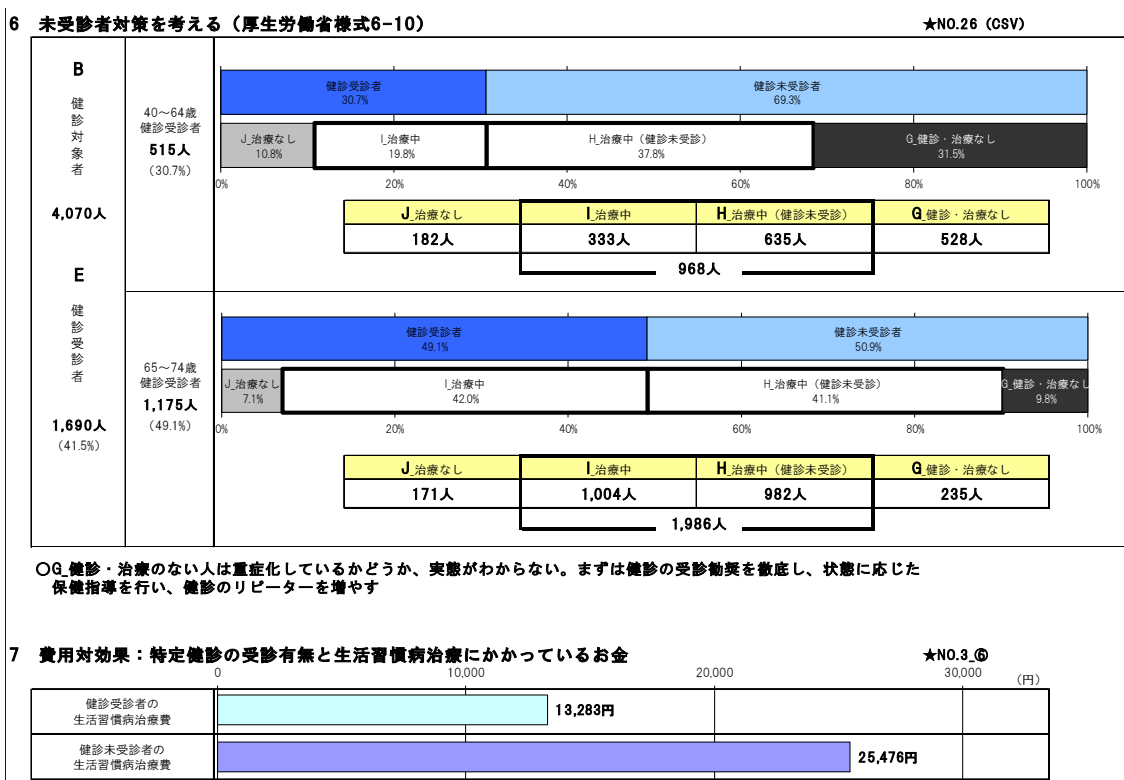 6 未受診者対策を考える（厚生労働省様式6-10）
★NO.26（CSV）
B
健診対象者
4,070人
E
健診受診者
1,690人
(41.5%)
40～64歳
健診受診者
515人
(30.7%)
健診受診者
30.7%
健診未受診者
69.3%
J_治療なし
10.8%
I_治療中
19.8%
H_治療中（健診未受診）
37.8%
G_健診・治療なし
31.5%
0% 20% 40% 60% 80% 100%
J_治療なし I_治療中 H_治療中（健診未受診） G_健診・治療なし
182人 333人 635人 528人
968人
65～74歳
健診受診者
1,175人
(49.1%)
健診受診者
49.1%
健診未受診者
50.9%
J_治療なし
7.1%
I_治療中
42.0%
H_治療中（健診未受診）
41.1%
G_健診・治療なし
9.8%
0% 20% 40% 60% 80% 100%
J_治療なし I_治療中 H_治療中（健診未受診） G_健診・治療なし
171人 1,004人 982人 235人
1,986人
○G_健診・治療のない人は重症化しているかどうか、実態がわからない。まずは健診の受診勧奨を徹底し、状態に応じた
保健指導を行い、健診のリピーターを増やす
7 費用対効果：特定健診の受診有無と生活習慣病治療にかかっているお金
★NO.3_⑥
0 10,000 20,000 30,000
（円）
健診受診者の
生活習慣病治療費
13,283円
健診未受診者の
生活習慣病治療費
25,476円